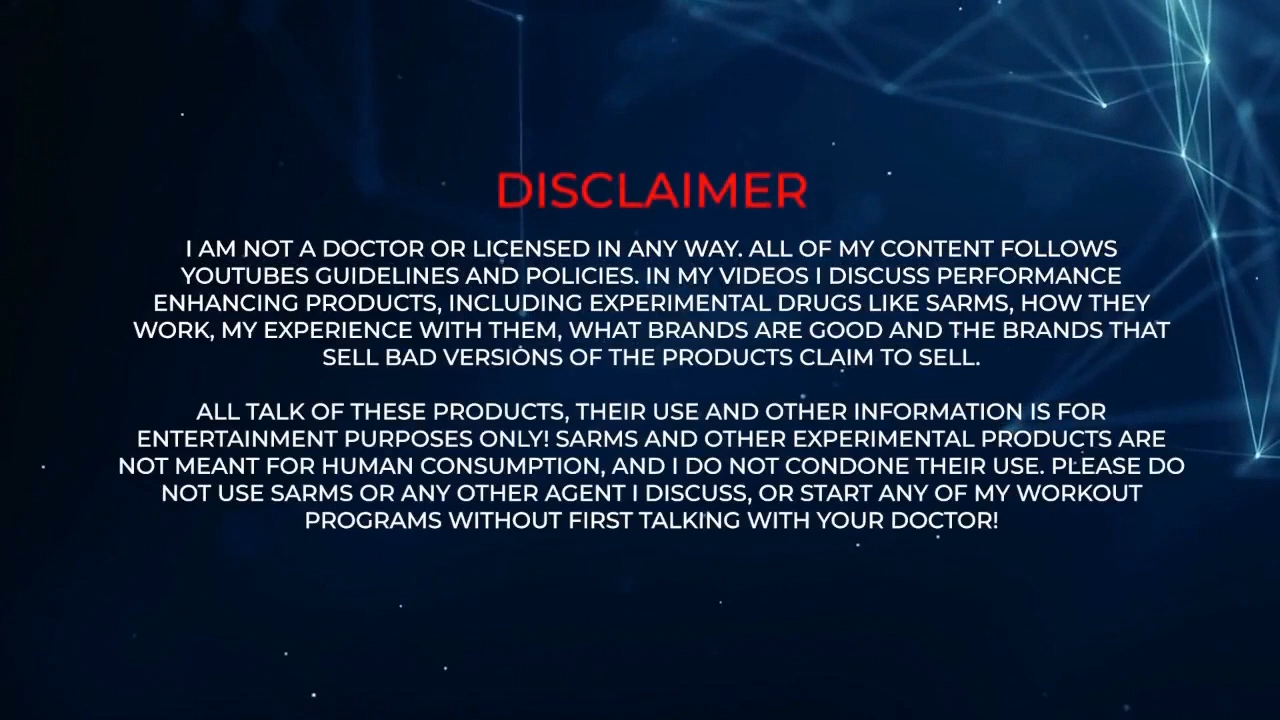 DISCLAIMER
I AM NOT A DOCTOR OR LICENSED IN ANY WAY. ALL OF MY CONTENT FOLLOWS
YOUTUBES GUIDELINES AND POLICIES. IN MY VIDEOS I DISCUSS PERFORMANCE
ENHANCING PRODUCTS, INCLUDING EXPERIMENTAL DRUGS LIKE SARMS, HOW THEY
WORK, MY EXPERIENCE WITH THEM, WHAT BRANDS ARE GOOD AND THE BRANDS THAT
SELL BAD VERSIONS OF THE PRODUCTS CLAIM TO SELL.
ALL TALK OF THESE PRODUCTS, THEIR USE AND OTHER INFORMATION IS FOR
ENTERTAINMENT PURPOSES ONLY! SARMS AND OTHER EXPERIMENTAL PRODUCTS ARE
NOT MEANT FOR HUMAN CONSUMPTION, AND I DO NOT CONDONE THEIR USE. PLEASE DO
NOT USE SARMS OR ANY OTHER AGENT I DISCUSS, OR START ANY OF MY WORKOUT
PROGRAMS WITHOUT FIRST TALKING WITH YOUR DOCTOR!